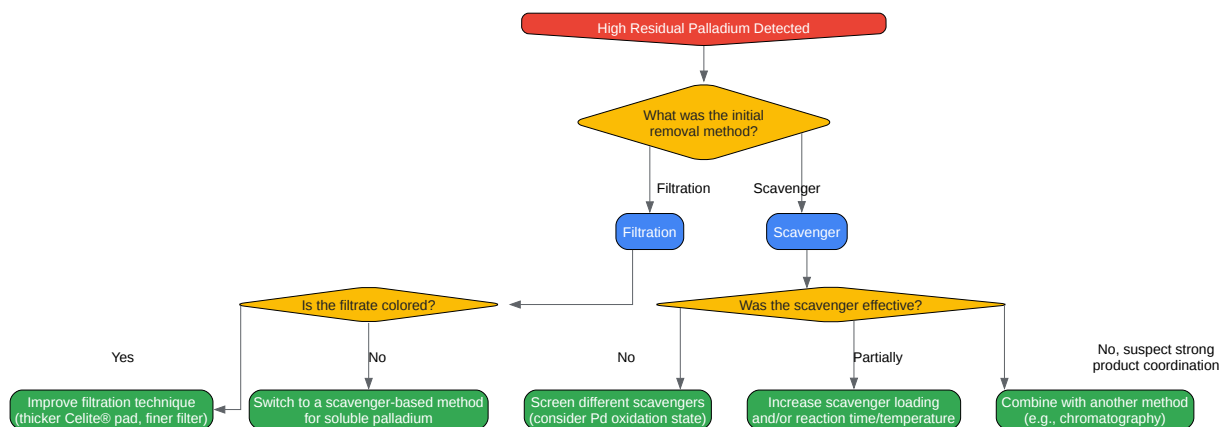 High Residual Palladium Detected
What was the initial
removal method?
Filtration
Scavenger
Filtration
Scavenger
Is the filtrate colored?
Was the scavenger effective?
Yes
No
No
Partially
No, suspect strong
product coordination
Improve filtration technique
(thicker Celite® pad, finer filter)
Switch to a scavenger-based method
for soluble palladium
Screen different scavengers
(consider Pd oxidation state)
Increase scavenger loading
and/or reaction time/temperature
Combine with another method
(e.g., chromatography)